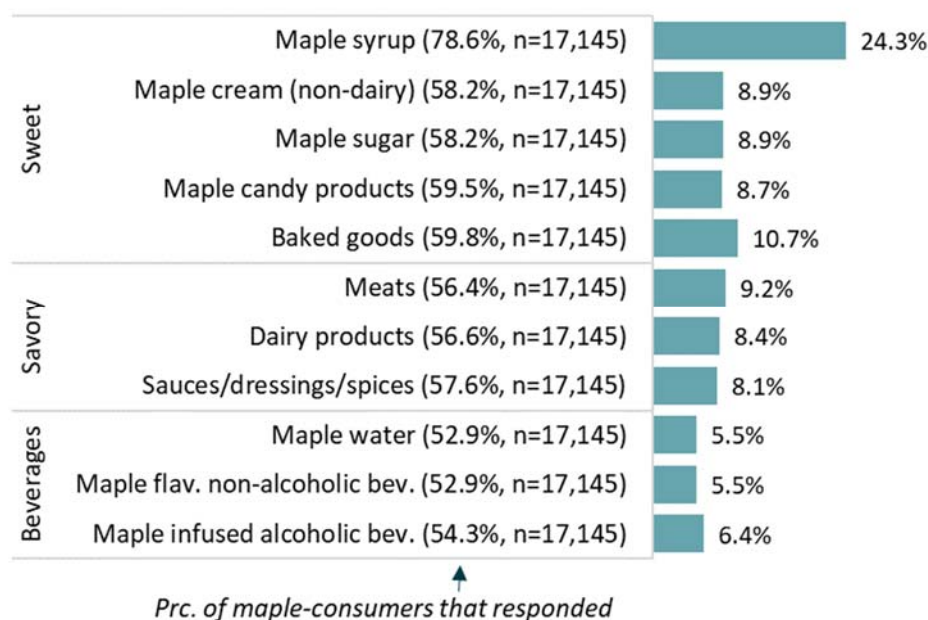 Sweet
Maple syrup (78.6%, n=17,145) 24.3%
Maple cream (non-dairy) (58.2%, n=17,145) 8.9%
Maple sugar (58.2%, n=17,145) 8.9%
Maple candy products (59.5%, n=17,145) 8.7%
Baked goods (59.8%, n=17,145) 10.7%
Savory
Meats (56.4%, n=17,145) 9.2%
Dairy products (56.6%, n=17,145) 8.4%
Sauces/dressings/spices (57.6%, n=17,145) 8.1%
Beverages
Maple water (52.9%, n=17,145) 5.5%
Maple flav. non-alcoholic bev. (52.9%, n=17,145) 5.5%
Maple infused alcoholic bev. (54.3%, n=17,145) 6.4%
Prc. of maple-consumers that responded